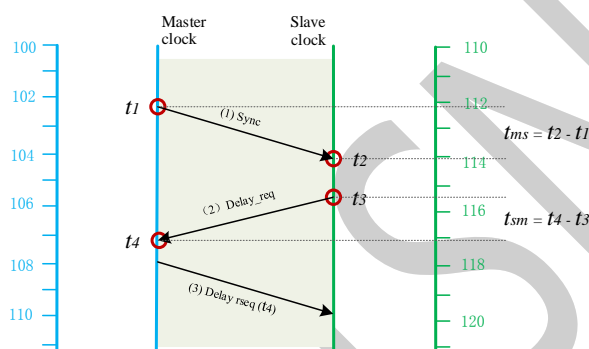 Master
clock
Slave
clock
100
102
104
106
108
110
t1
t4
(1) Sync
(2) Delay_req
(3) Delay rseq (t4)
t2
t3
110
112
114
116
118
120
tms = t2 - t1
tsm = t4 - t3